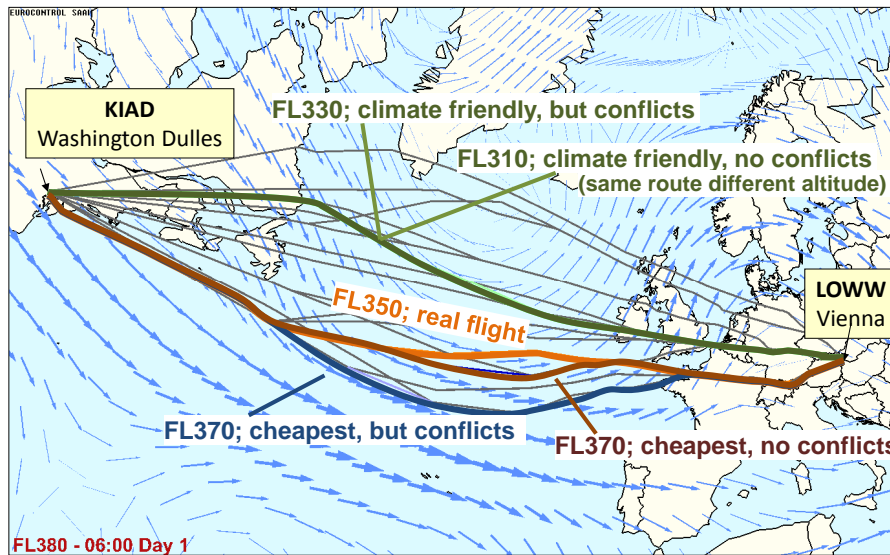 EUROCONTROL SAAM
KIAD
Washington Dulles
FL330; climate friendly, but conflicts
FL310; climate friendly, no conflicts
(same route different altitude)
LOWW
Vienna
FL350; real flight
FL370; cheapest, but conflicts
FL370; cheapest, no conflicts
FL380 - 06:00 Day 1